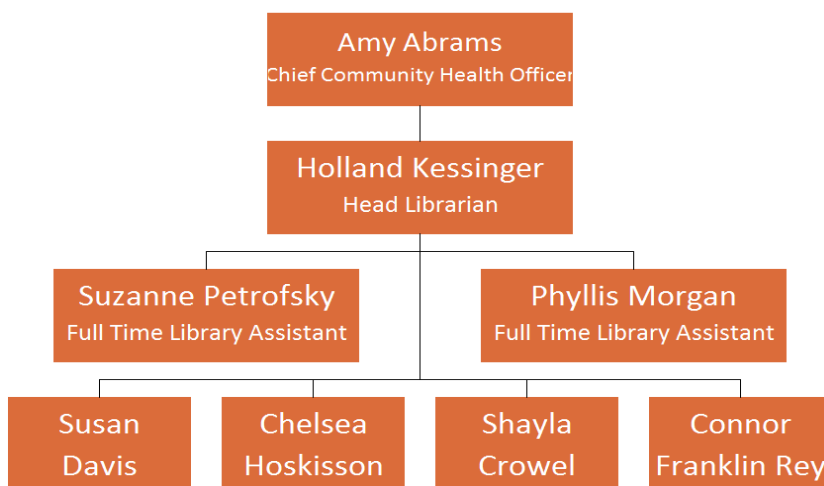 Amy Abrams
Chief Community Health Officer
Holland Kessinger
Head Librarian
Suzanne Petrofsky
Full Time Library Assistant
Phyllis Morgan
Full Time Library Assistant
Susan
Davis
Chelsea
Hoskisson
Shayla
Crowel
Connor
Franklin Rey